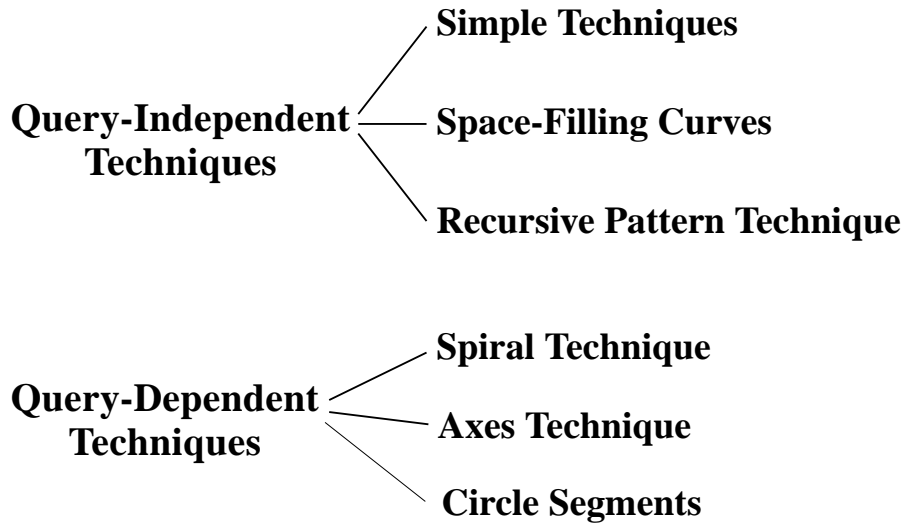 Simple Techniques
Query-Independent
Techniques
Space-Filling Curves
Recursive Pattern Technique
Spiral Technique
Query-Dependent
Techniques
Axes Technique
Circle Segments